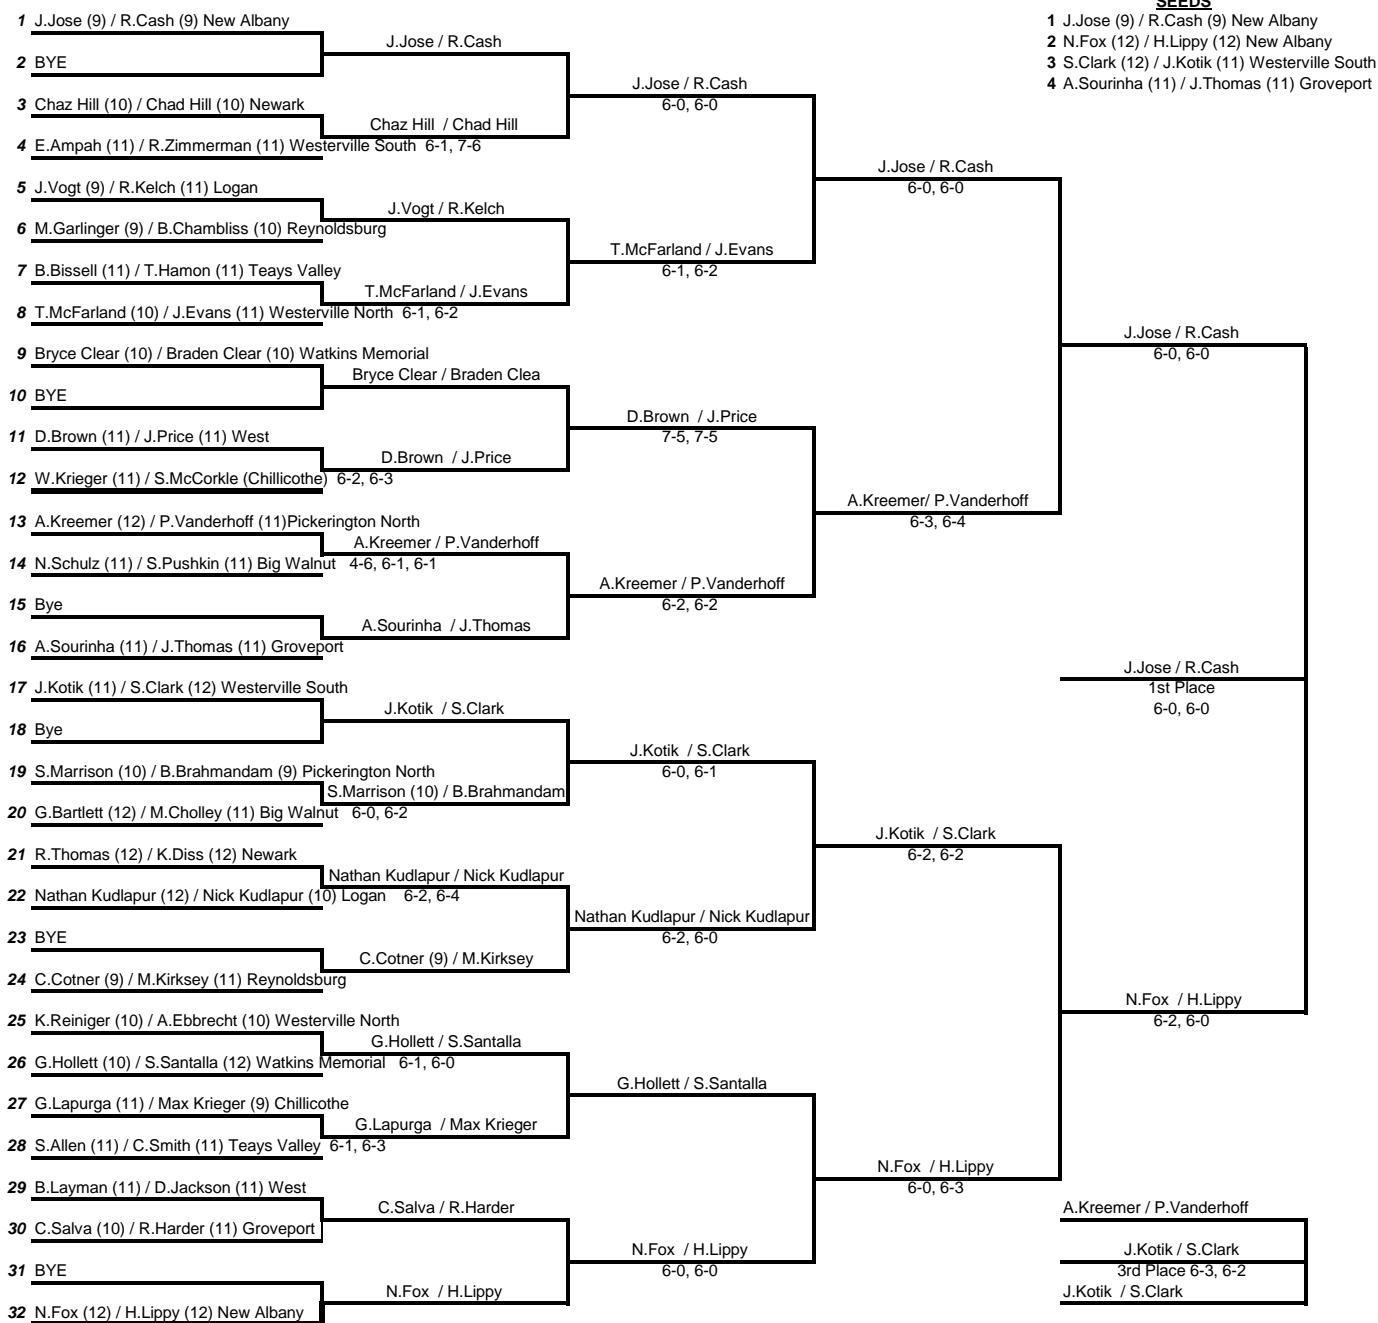 SEEDS
1 J.Jose (9) / R.Cash (9) New Albany
2 N.Fox (12) / H.Lippy (12) New Albany
3 S.Clark (12) / J.Kotik (11) Westerville South
4 A.Sourinha (11) / J.Thomas (11) Groveport
1 J.Jose (9) / R.Cash (9) New Albany
2 BYE
3 Chaz Hill (10) / Chad Hill (10) Newark
4 E.Ampah (11) / R.Zimmerman (11) Westerville South 6-1, 7-6
5 J.Vogt (9) / R.Kelch (11) Logan
6 M.Garlinger (9) / B.Chambliss (10) Reynoldsburg
7 B.Bissell (11) / T.Hamon (11) Teays Valley
8 T.McFarland (10) / J.Evans (11) Westerville North 6-1, 6-2
9 Bryce Clear (10) / Braden Clear (10) Watkins Memorial
10 BYE
11 D.Brown (11) / J.Price (11) West
12 W.Krieger (11) / S.McCorkle (Chillicothe) 6-2, 6-3
13 A.Kreemer (12) / P.Vanderhoff (11)Pickerington North
14 N.Schulz (11) / S.Pushkin (11) Big Walnut 4-6, 6-1, 6-1
15 Bye
16 A.Sourinha (11) / J.Thomas (11) Groveport
17 J.Kotik (11) / S.Clark (12) Westerville South
18 Bye
19 S.Marrison (10) / B.Brahmandam (9) Pickerington North
20 G.Bartlett (12) / M.Cholley (11) Big Walnut 6-0, 6-2
21 R.Thomas (12) / K.Diss (12) Newark
22 Nathan Kudlapur (12) / Nick Kudlapur (10) Logan 6-2, 6-4
23 BYE
24 C.Cotner (9) / M.Kirksey (11) Reynoldsburg
25 K.Reiniger (10) / A.Ebbrecht (10) Westerville North
26 G.Hollett (10) / S.Santalla (12) Watkins Memorial 6-1, 6-0
27 G.Lapurga (11) / Max Krieger (9) Chillicothe
28 S.Allen (11) / C.Smith (11) Teays Valley 6-1, 6-3
29 B.Layman (11) / D.Jackson (11) West
30 C.Salva (10) / R.Harder (11) Groveport
31 BYE
32 N.Fox (12) / H.Lippy (12) New Albany
J.Jose / R.Cash
Chaz Hill / Chad Hill
J.Vogt / R.Kelch
T.McFarland / J.Evans
Bryce Clear / Braden Clea
D.Brown / J.Price
A.Kreemer / P.Vanderhoff
A.Sourinha / J.Thomas
J.Kotik / S.Clark
S.Marrison (10) / B.Brahmandam
Nathan Kudlapur / Nick Kudlapur
C.Cotner (9) / M.Kirksey
G.Hollett / S.Santalla
G.Lapurga / Max Krieger
C.Salva / R.Harder
N.Fox / H.Lippy
J.Jose / R.Cash
6-0, 6-0
T.McFarland / J.Evans
6-1, 6-2
D.Brown / J.Price
7-5, 7-5
A.Kreemer / P.Vanderhoff
6-2, 6-2
J.Kotik / S.Clark
6-0, 6-1
Nathan Kudlapur / Nick Kudlapur
6-2, 6-0
G.Hollett / S.Santalla
N.Fox / H.Lippy
6-0, 6-0
J.Jose / R.Cash
6-0, 6-0
A.Kreemer/ P.Vanderhoff
6-3, 6-4
J.Kotik / S.Clark
6-2, 6-2
N.Fox / H.Lippy
6-0, 6-3
J.Jose / R.Cash
6-0, 6-0
N.Fox / H.Lippy
6-2, 6-0
J.Jose / R.Cash
1st Place
6-0, 6-0
A.Kreemer / P.Vanderhoff
J.Kotik / S.Clark
3rd Place 6-3, 6-2
J.Kotik / S.Clark